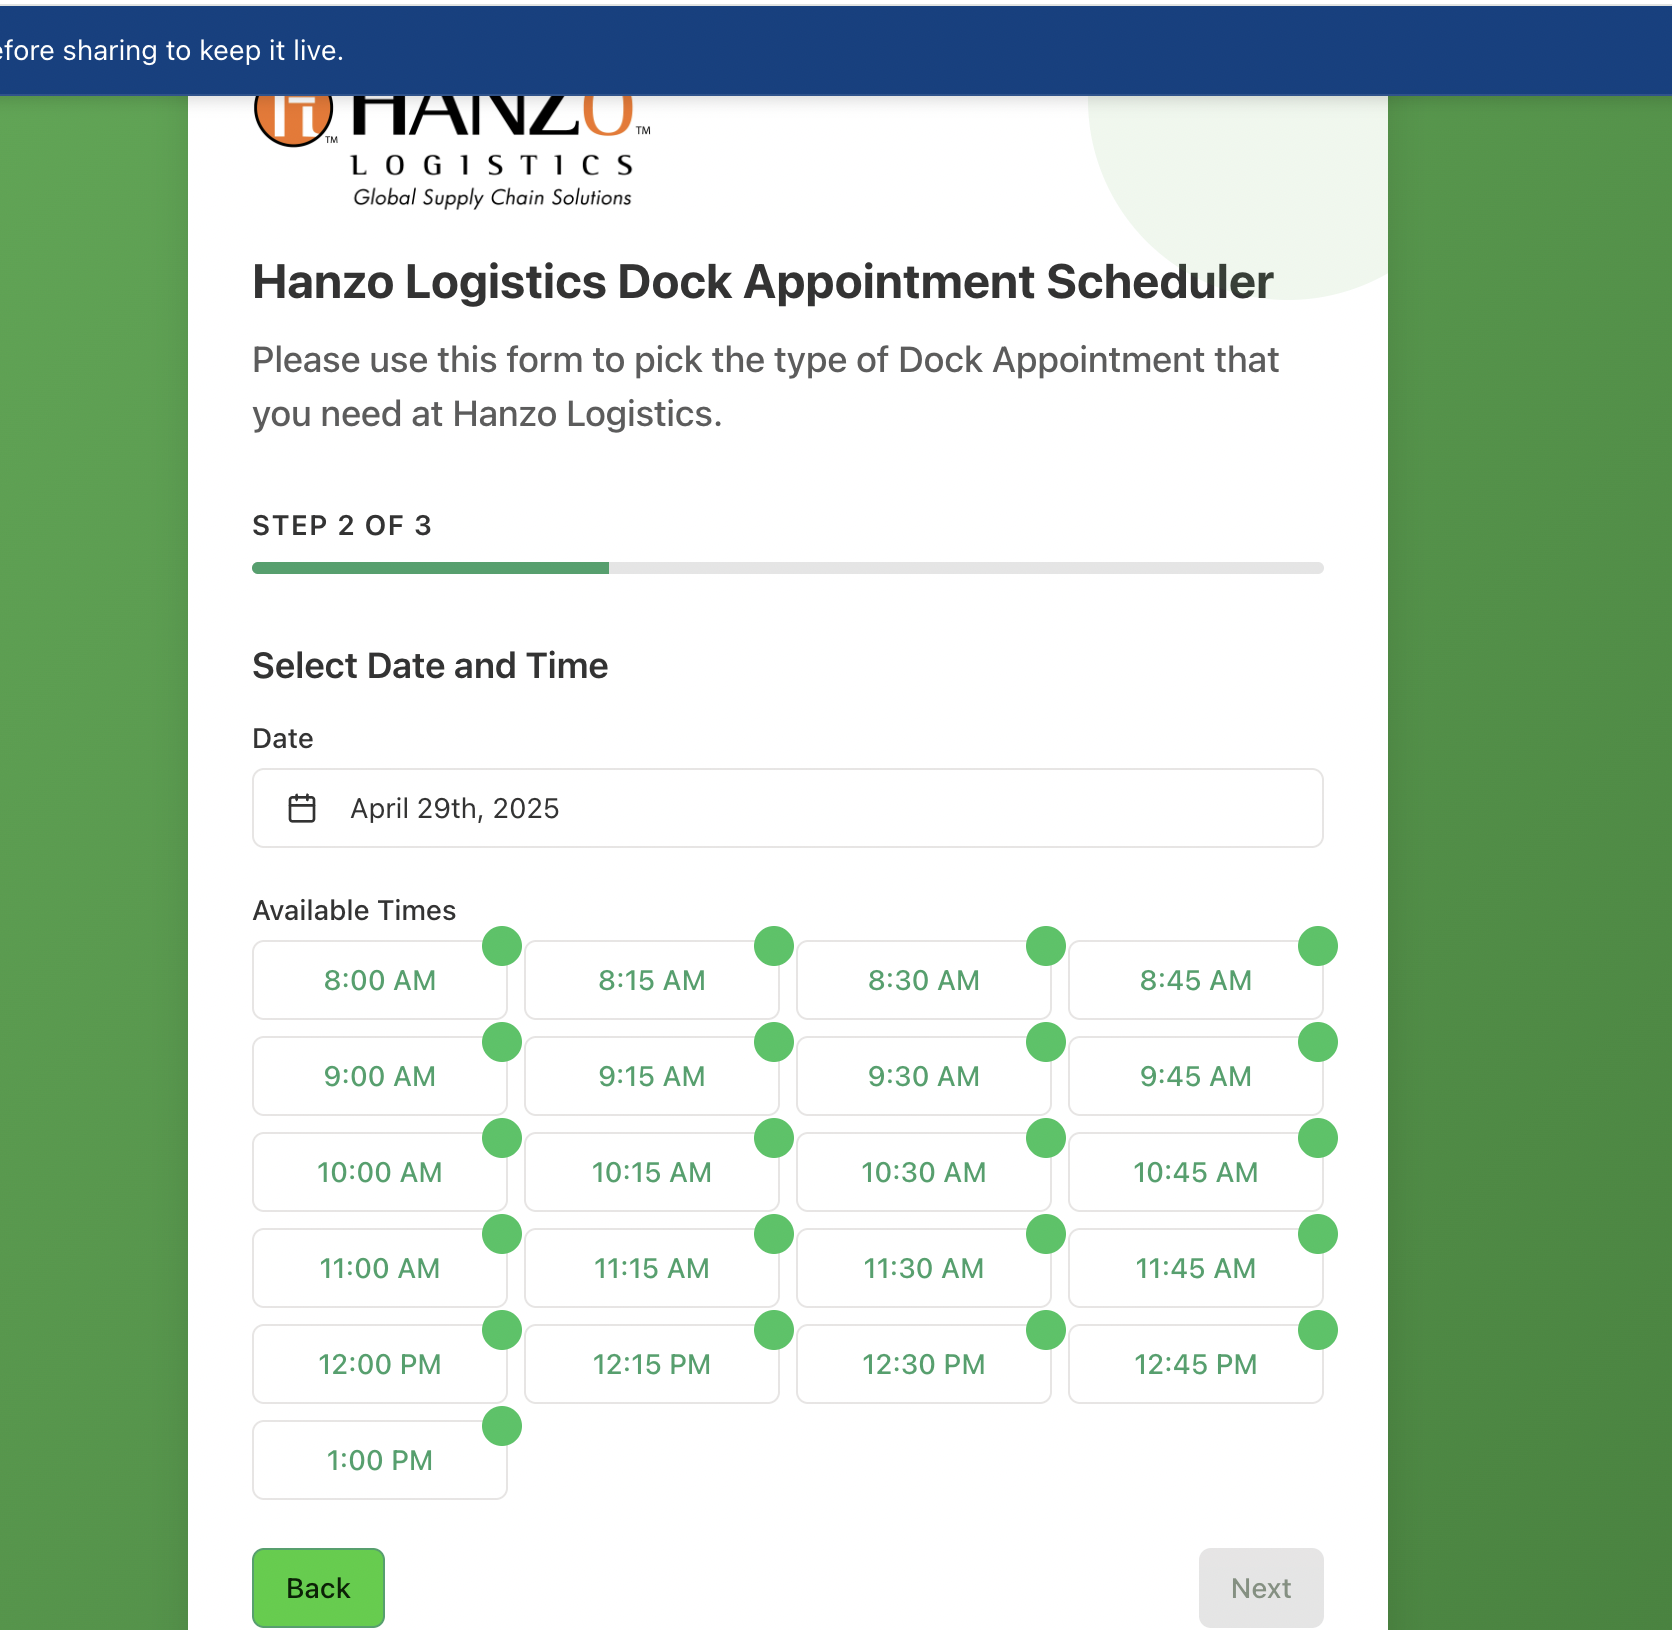 efore sharing to keep it live.
HANZO™
LOGISTICS
Global Supply Chain Solutions
Hanzo Logistics Dock Appointment Scheduler
Please use this form to pick the type of Dock Appointment that
you need at Hanzo Logistics.
STEP 2 OF 3
Select Date and Time
Date
April 29th, 2025
Available Times
8:00 AM 8:15 AM 8:30 AM 8:45 AM
9:00 AM 9:15 AM 9:30 AM 9:45 AM
10:00 AM 10:15 AM 10:30 AM 10:45 AM
11:00 AM 11:15 AM 11:30 AM 11:45 AM
12:00 PM 12:15 PM 12:30 PM 12:45 PM
1:00 PM
Back Next